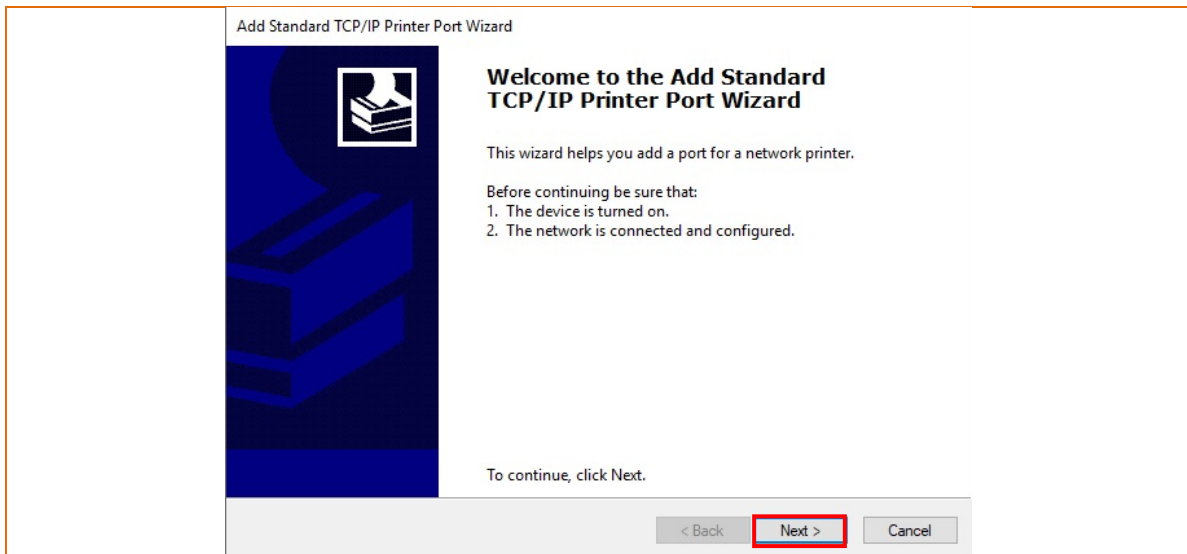 Add Standard TCP/IP Printer Port Wizard
Welcome to the Add Standard
TCP/IP Printer Port Wizard
This wizard helps you add a port for a network printer.
Before continuing be sure that:
1. The device is turned on.
2. The network is connected and configured.
To continue, click Next.
< Back Next > Cancel